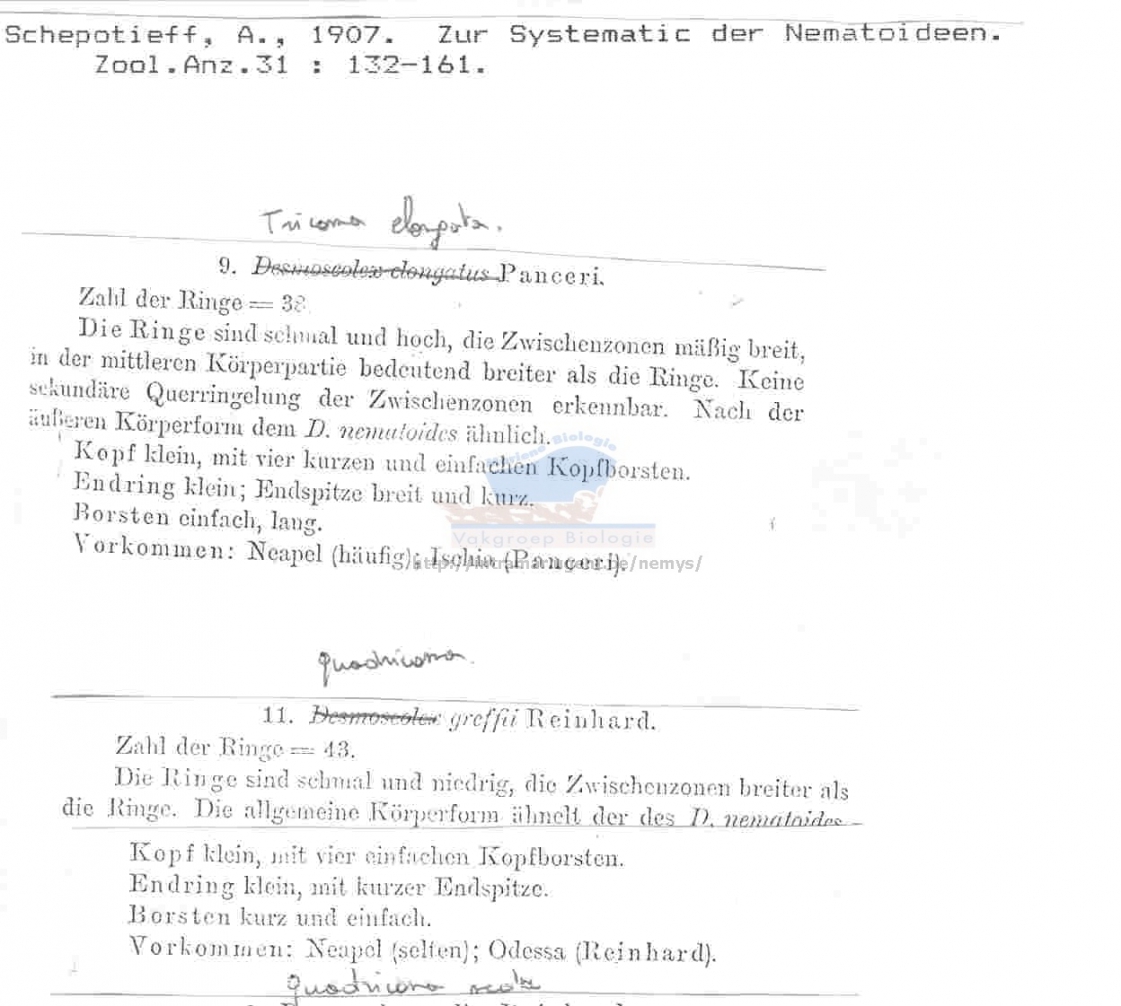 Schepotieff, A., 1907. Zur Systematic der Nematoideen.
Zool.Anz.31 : 132-161.
Tricoma elongata.
9. Desmoscolex elongatus Panceri.
Zahl der Ringe = 38
Die Ringe sind schmal und hoch, die Zwischenzonen mäßig breit,
in der mittleren Körperpartie bedeutend breiter als die Ringe. Keine
sekundäre Querringelung der Zwischenzonen erkennbar. Nach der
äußeren Körperform dem D. nematoides ähnlich.
Kopf klein, mit vier kurzen und einfachen Kopfborsten.
Endring klein; Endspitze breit und kurz.
Borsten einfach, lang.
Vorkommen: Neapel (häufig); Ischia (Panceri).
Mariene Biologie
Vakgroep Biologie
/nemys/
quadricoma.
11. Desmoscolex greffii Reinhard.
Zahl der Ringe = 43.
Die Ringe sind schmal und niedrig, die Zwischenzonen breiter als
die Ringe. Die allgemeine Körperform ähnelt der des D. nematoides
Kopf klein, mit vier einfachen Kopfborsten.
Endring klein, mit kurzer Endspitze.
Borsten kurz und einfach.
Vorkommen: Neapel (selten); Odessa (Reinhard).
quadricoma